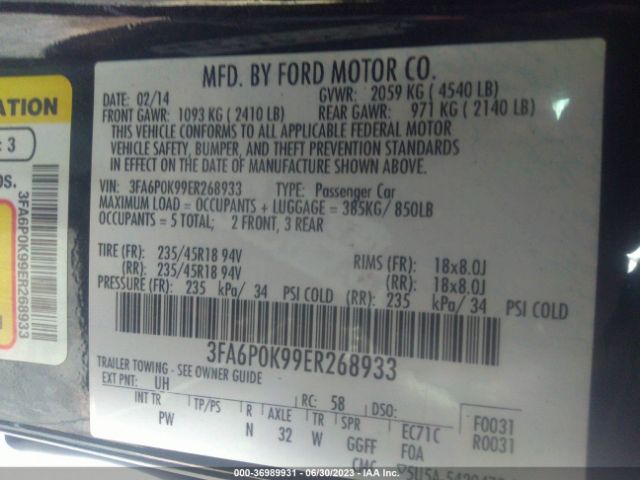 MFD. BY FORD MOTOR CO.
DATE: 02/14 GVWR: 2059 KG ( 4540 LB)
FRONT GAWR: 1093 KG ( 2410 LB) REAR GAWR: 971 KG ( 2140 LB)
THIS VEHICLE CONFORMS TO ALL APPLICABLE FEDERAL MOTOR
VEHICLE SAFETY, BUMPER, AND THEFT PREVENTION STANDARDS
IN EFFECT ON THE DATE OF MANUFACTURE SHOWN ABOVE.
VIN: 3FA6P0K99ER268933 TYPE: Passenger Car
MAXIMUM LOAD = OCCUPANTS + LUGGAGE = 385KG/ 850LB
OCCUPANTS = 5 TOTAL; 2 FRONT, 3 REAR
TIRE (FR): 235/45R18 94V RIMS (FR): 18x8.0J
(RR): 235/45R18 94V (RR): 18x8.0J
PRESSURE (FR): 235 kPa/ 34 PSI COLD (RR): 235 kPa/ 34 PSI COLD
3FA6P0K99ER268933
TRAILER TOWING - SEE OWNER GUIDE
EXT PNT: UH RC: 58 DSO: F0031
INT TR TP/PS R AXLE TR SPR EC71C R0031
PW N 32 W GGFF F0A
3
3FA6P0K99ER268933
000-36989931 - 06/30/2023 - IAAI.COM